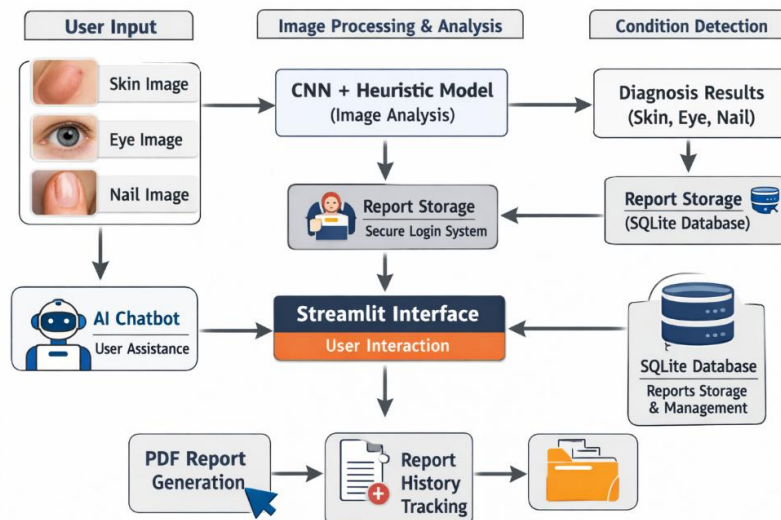 User Input
Image Processing & Analysis
Condition Detection
Skin Image
Eye Image
Nail Image
CNN + Heuristic Model
(Image Analysis)
Diagnosis Results
(Skin, Eye, Nail)
Report Storage
Secure Login System
Report Storage
(SQLite Database)
AI Chatbot
User Assistance
Streamlit Interface
User Interaction
SQLite Database
Reports Storage
& Management
PDF Report
Generation
Report
History
Tracking